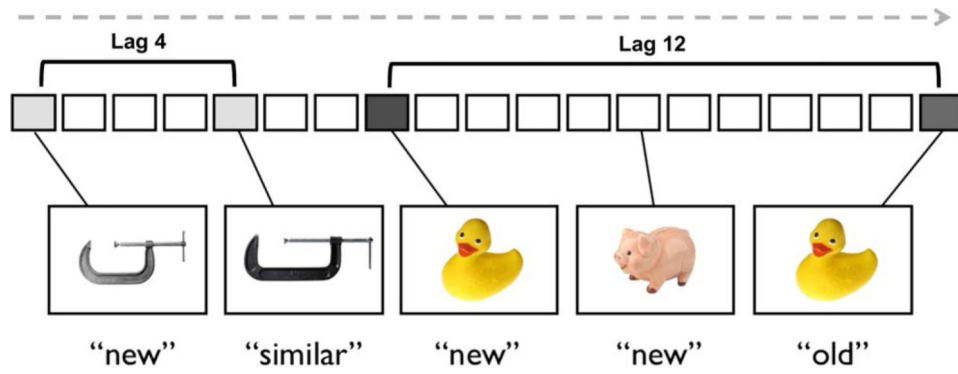 Lag 4
Lag 12
“new”
“similar”
“new”
“new”
“old”